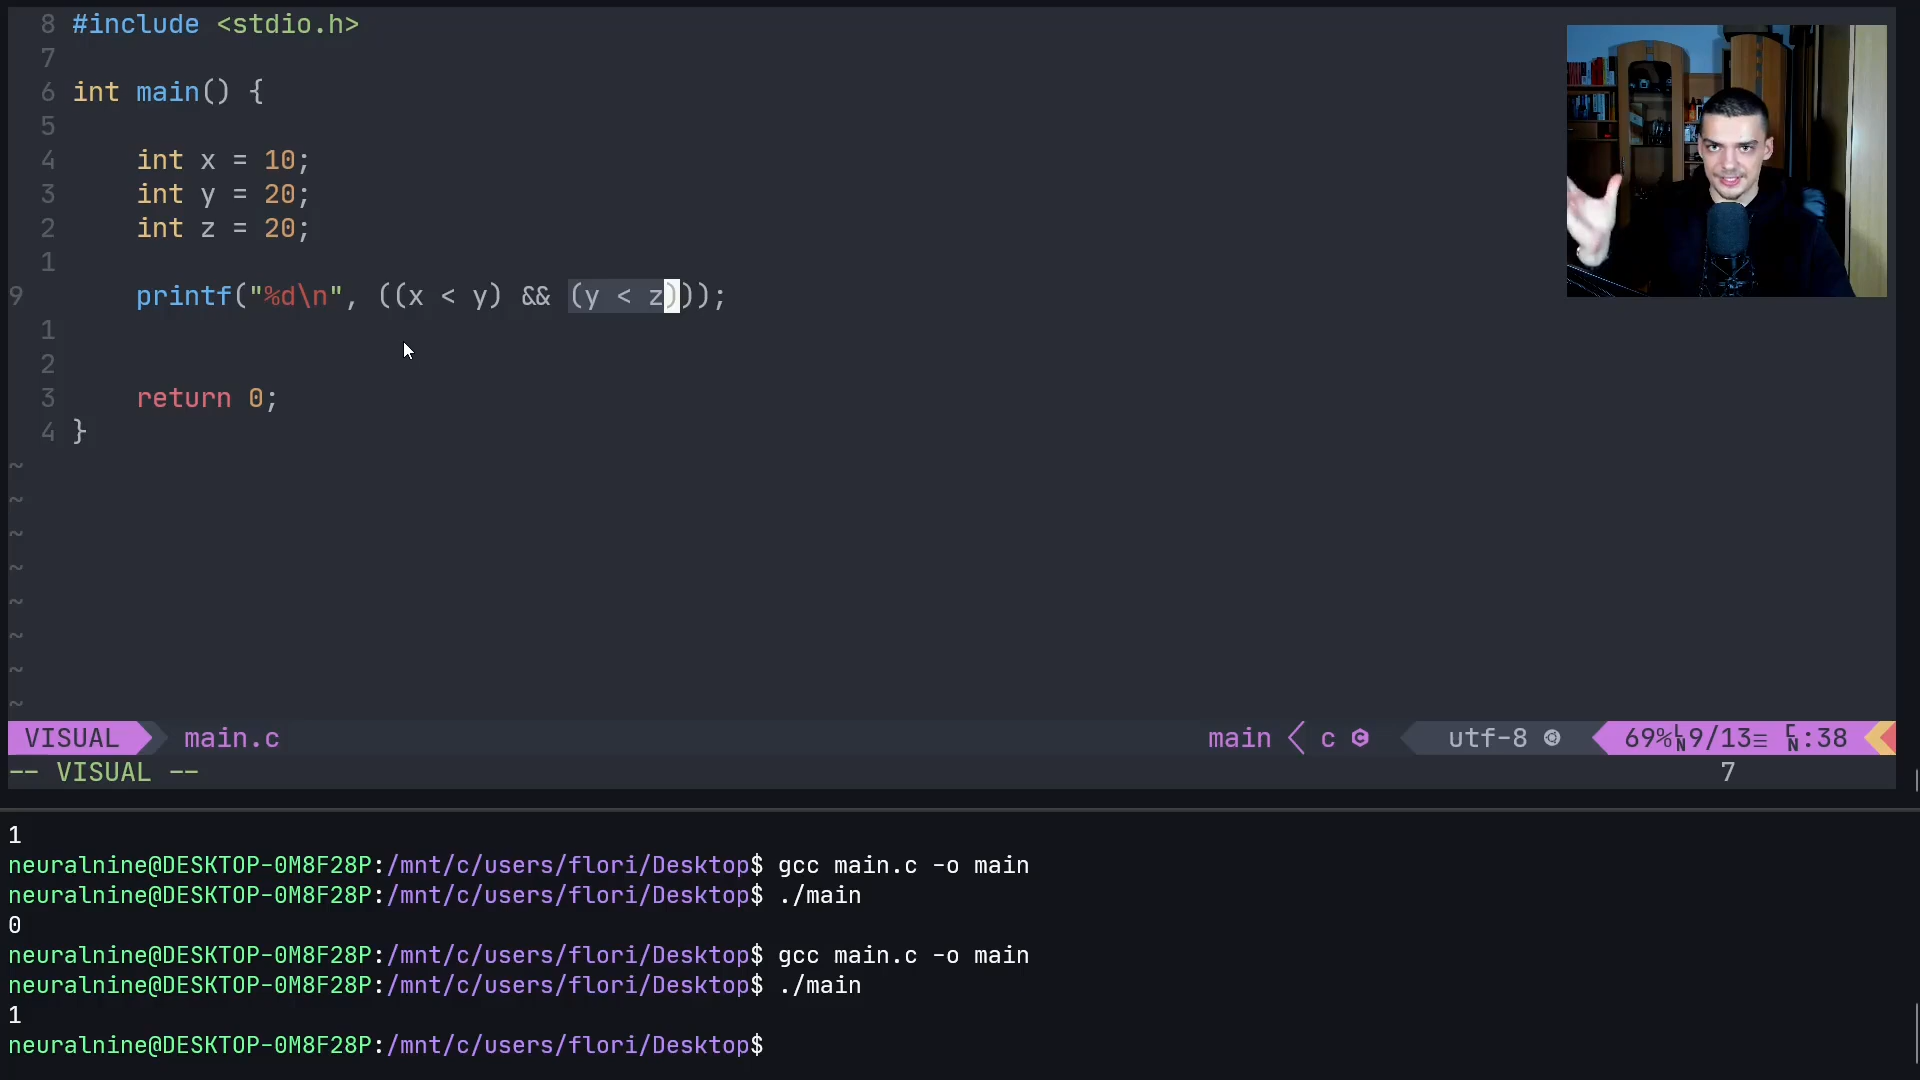 8 #include <stdio.h>
7
6 int main() {
5
4     int x = 10;
3     int y = 20;
2     int z = 20;
1
9     printf("%d\n", ((x < y) && (y < z)));
1
2
3     return 0;
4 }
~
~
~
~
~
~
~
~
VISUAL main.c main c utf-8 69% LN 9/13≡ CN:38
-- VISUAL -- 7
1
neuralnine@DESKTOP-0M8F28P:/mnt/c/users/flori/Desktop$ gcc main.c -o main
neuralnine@DESKTOP-0M8F28P:/mnt/c/users/flori/Desktop$ ./main
0
neuralnine@DESKTOP-0M8F28P:/mnt/c/users/flori/Desktop$ gcc main.c -o main
neuralnine@DESKTOP-0M8F28P:/mnt/c/users/flori/Desktop$ ./main
1
neuralnine@DESKTOP-0M8F28P:/mnt/c/users/flori/Desktop$